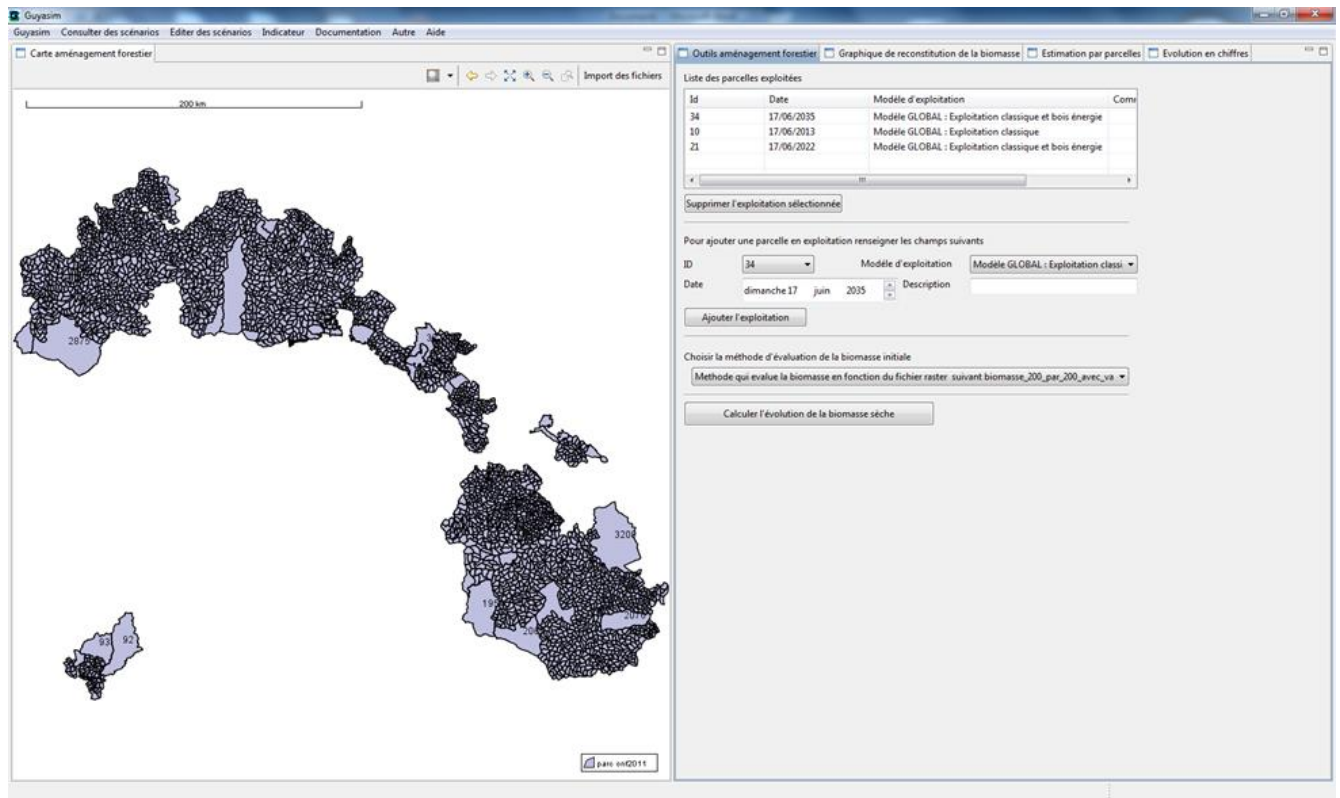 Guyasim
Guyasim Consulter des scénarios Editer des scénarios Indicateur Documentation Autre Aide
Carte aménagement forestier
Import des fichiers
200 km
2875
3208
195
2070
93
92
parc onf2011
Outils aménagement forestier Graphique de reconstitution de la biomasse Estimation par parcelles Evolution en chiffres
Liste des parcelles exploitées
Id Date Modèle d'exploitation
34 17/06/2035 Modèle GLOBAL : Exploitation classique et bois énergie
10 17/06/2013 Modèle GLOBAL : Exploitation classique
21 17/06/2022 Modèle GLOBAL : Exploitation classique et bois énergie
Supprimer l'exploitation sélectionnée
Pour ajouter une parcelle en exploitation renseigner les champs suivants
ID 34 Modéle d'exploitation Modèle GLOBAL : Exploitation classi
Date dimanche 17 juin 2035 Description
Ajouter l'exploitation
Choisir la méthode d'évaluation de la biomasse initiale
Methode qui evalue la biomasse en fonction du fichier raster suivant biomasse_200_par_200_avec_va
Calculer l'évolution de la biomasse sèche